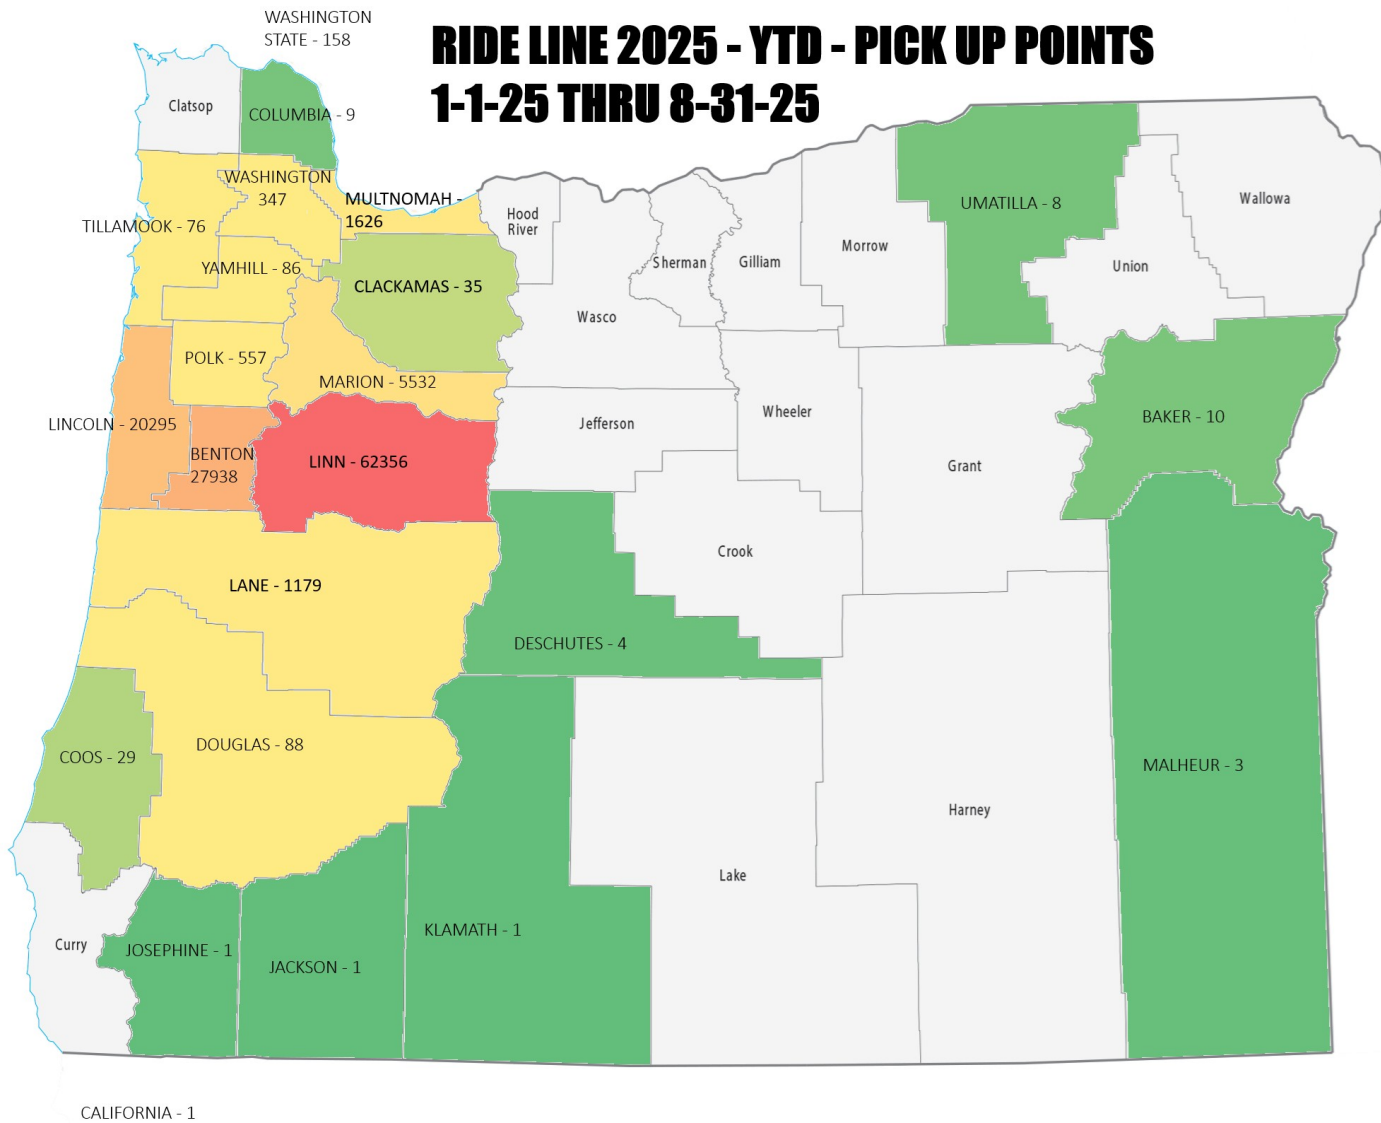 WASHINGTON
STATE - 158
RIDE LINE 2025 - YTD - PICK UP POINTS
1-1-25 THRU 8-31-25
Clatsop
COLUMBIA - 9
WASHINGTON
347
MULTNOMAH -
1626
TILLAMOOK - 76
YAMHILL - 86
CLACKAMAS - 35
Hood
River
Sherman
Gilliam
Morrow
UMATILLA - 8
Union
Wallowa
Wasco
POLK - 557
MARION - 5532
LINCOLN - 20295
BENTON
27938
LINN - 62356
Jefferson
Wheeler
Grant
BAKER - 10
Crook
LANE - 1179
DESCHUTES - 4
COOS - 29
DOUGLAS - 88
MALHEUR - 3
Harney
Lake
Curry
JOSEPHINE - 1
JACKSON - 1
KLAMATH - 1
CALIFORNIA - 1